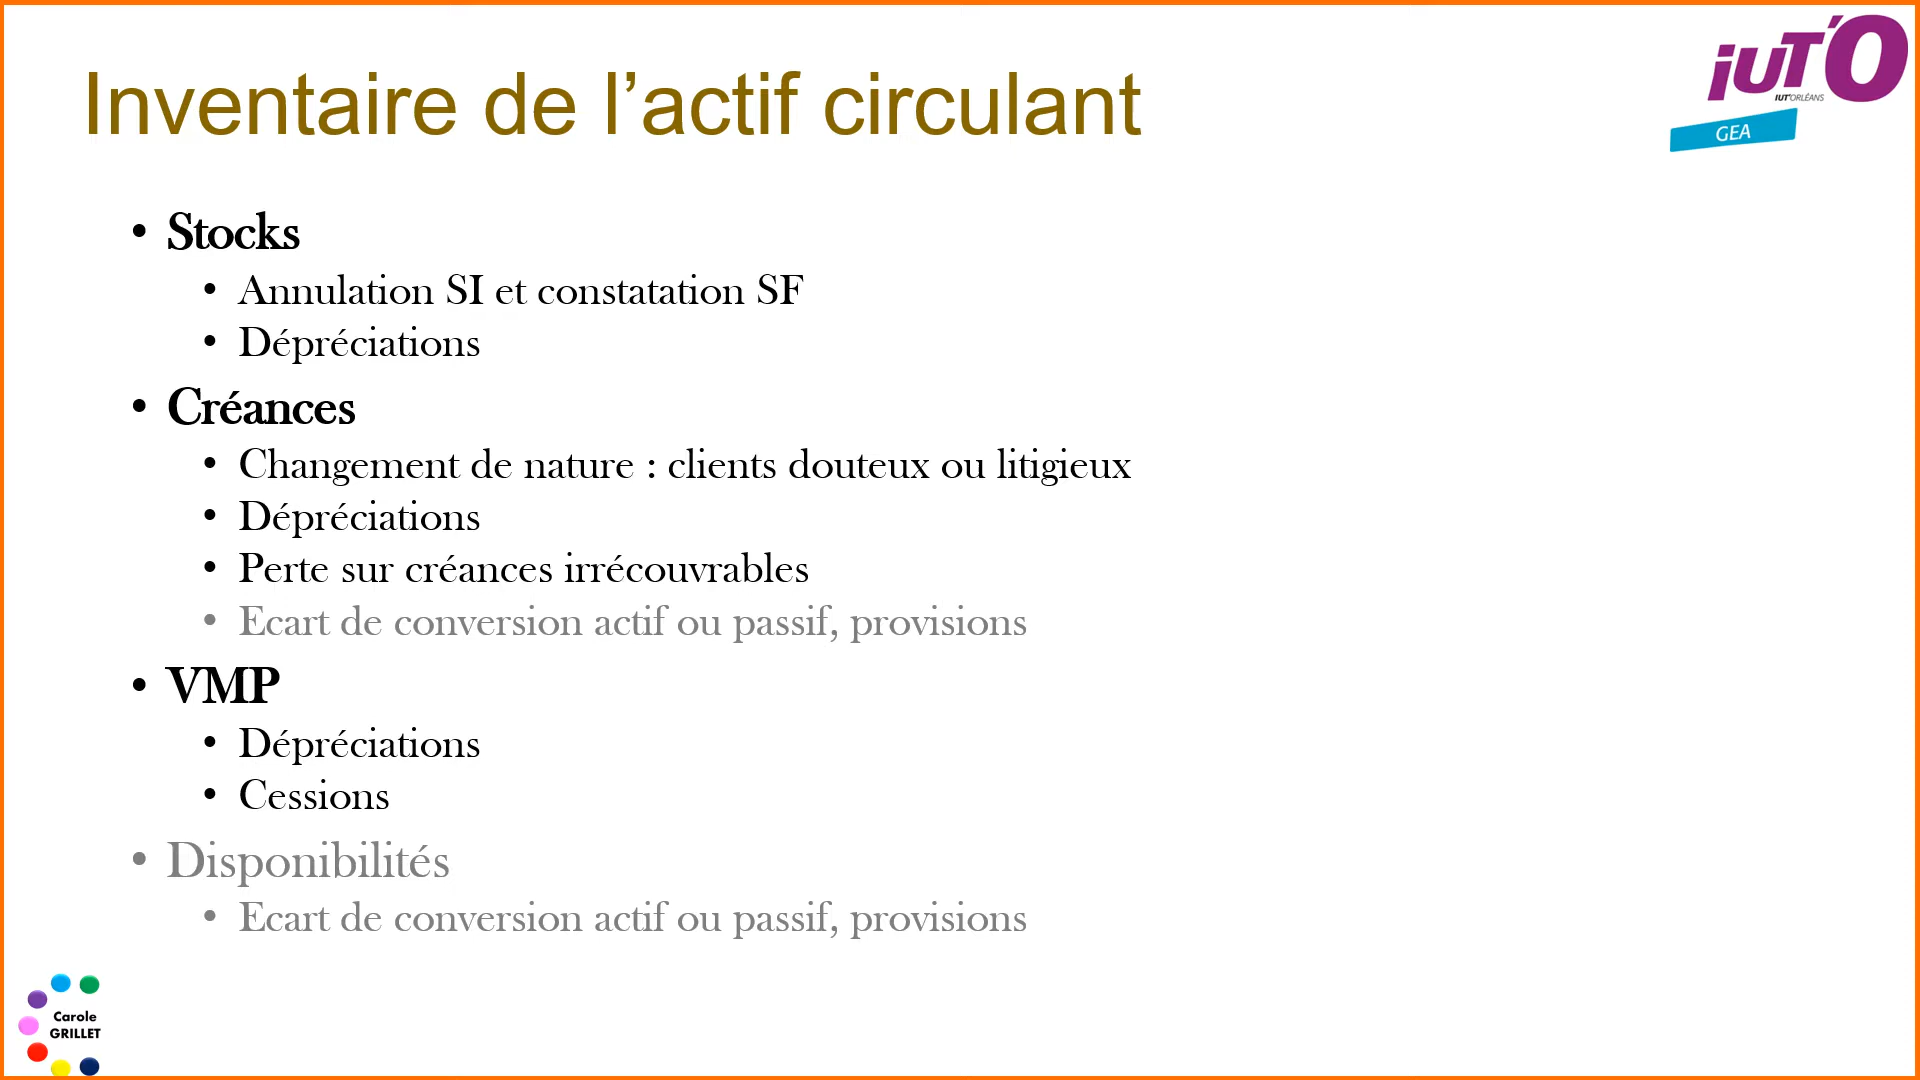 Inventaire de l’actif circulant
iUT'O
IUT'ORLÉANS
GEA
• Stocks
• Annulation SI et constatation SF
• Dépréciations
• Créances
• Changement de nature : clients douteux ou litigieux
• Dépréciations
• Perte sur créances irrécouvrables
• Ecart de conversion actif ou passif, provisions
• VMP
• Dépréciations
• Cessions
• Disponibilités
• Ecart de conversion actif ou passif, provisions
Carole
GRILLET